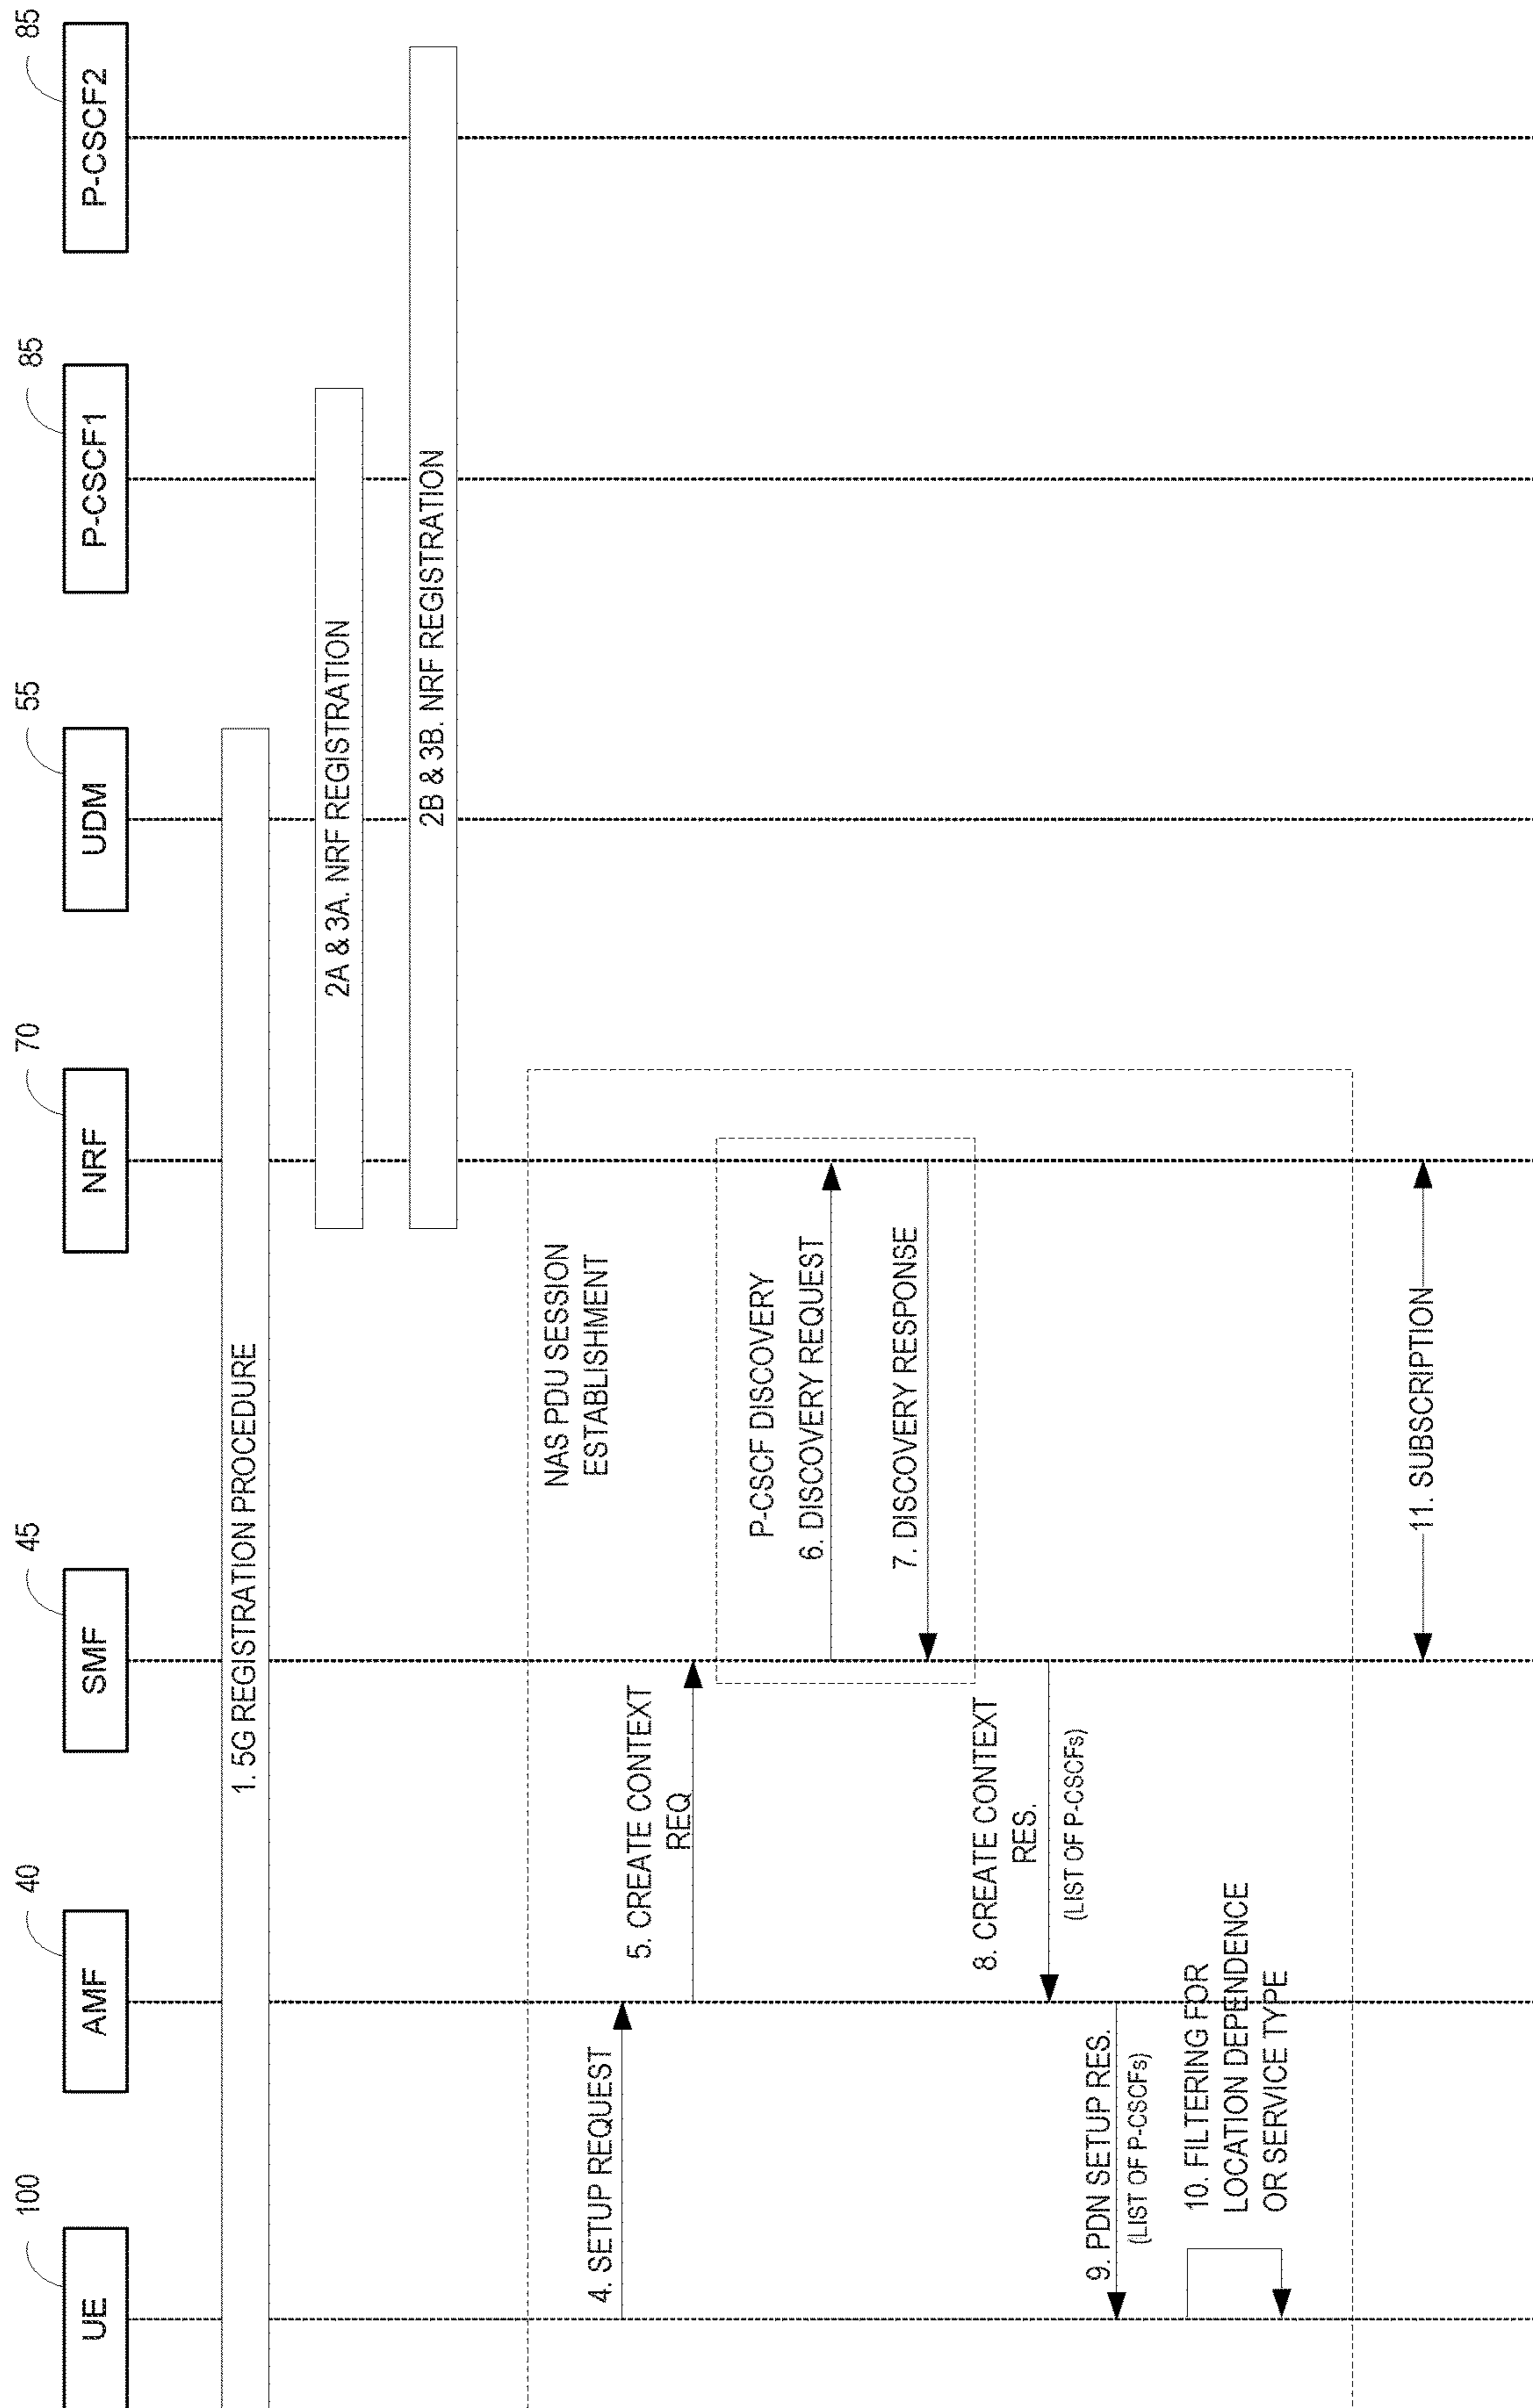 100
40
45
70
55
85
85
UE
AMF
SMF
NRF
UDM
P-CSCF1
P-CSCF2
1. 5G REGISTRATION PROCEDURE
2A & 3A. NRF REGISTRATION
2B & 3B. NRF REGISTRATION
NAS PDU SESSION
ESTABLISHMENT
4. SETUP REQUEST
5. CREATE CONTEXT
REQ
P-CSCF DISCOVERY
6. DISCOVERY REQUEST
7. DISCOVERY RESPONSE
8. CREATE CONTEXT
RES.
(LIST OF P-CSCFs)
9. PDN SETUP RES.
(LIST OF P-CSCFs)
10. FILTERING FOR
LOCATION DEPENDENCE
OR SERVICE TYPE
11. SUBSCRIPTION